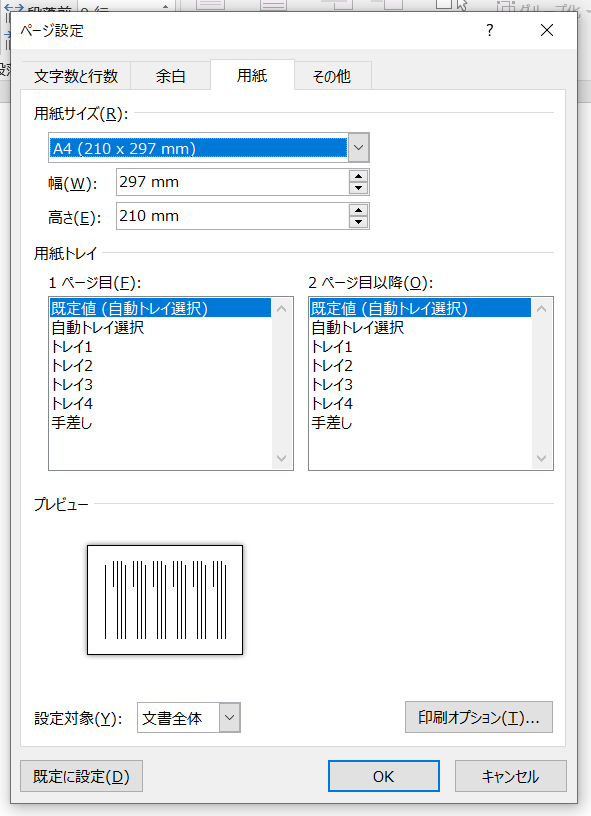 ページ設定 ?
文字数と行数 余白 用紙 その他
用紙サイズ(R):
A4 (210 x 297 mm)
幅(W): 297 mm
高さ(E): 210 mm
用紙トレイ
1 ページ目(F): 2 ページ目以降(O):
既定値 (自動トレイ選択) 既定値 (自動トレイ選択)
自動トレイ選択 自動トレイ選択
トレイ1 トレイ1
トレイ2 トレイ2
トレイ3 トレイ3
トレイ4 トレイ4
手差し 手差し
プレビュー
設定対象(Y): 文書全体 印刷オプション(T)...
既定に設定(D) OK キャンセル